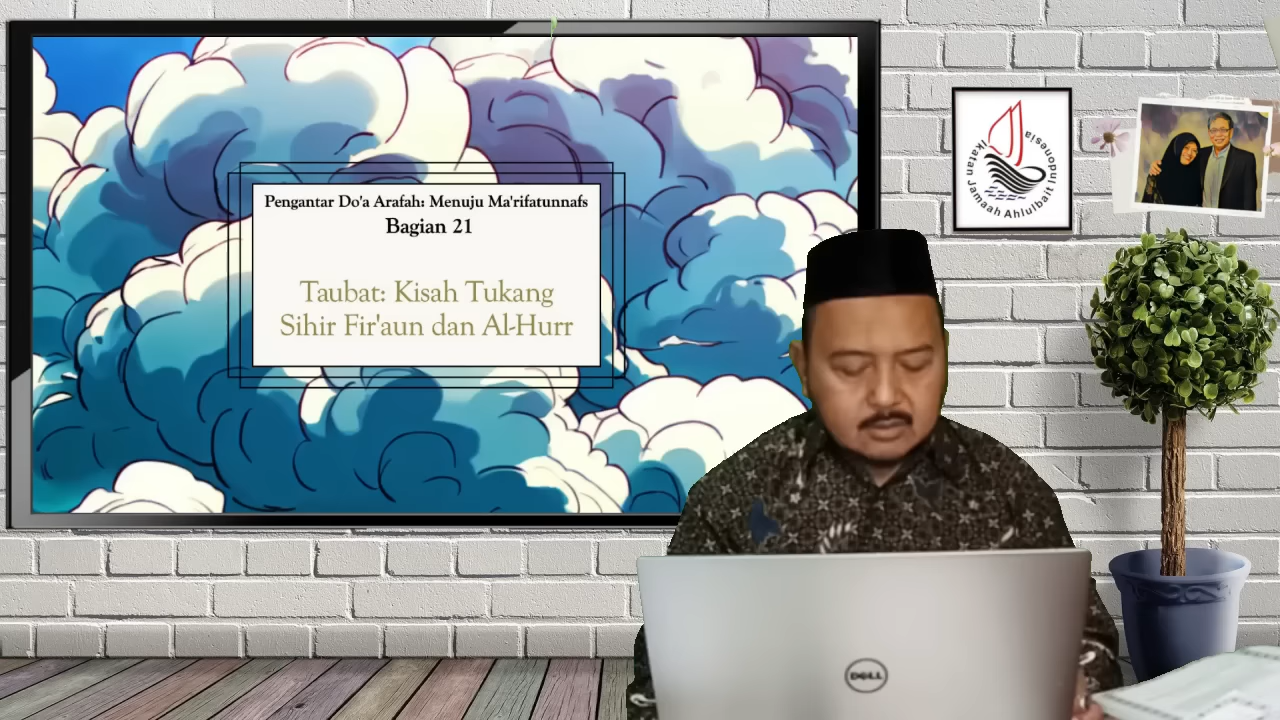 Pengantar Do'a Arafah: Menuju Ma'rifatunnafs
Bagian 21
Taubat: Kisah Tukang
Sihir Fir'aun dan Al-Hurr
Ikatan Jamaah Ahlulbait Indonesia
DELL